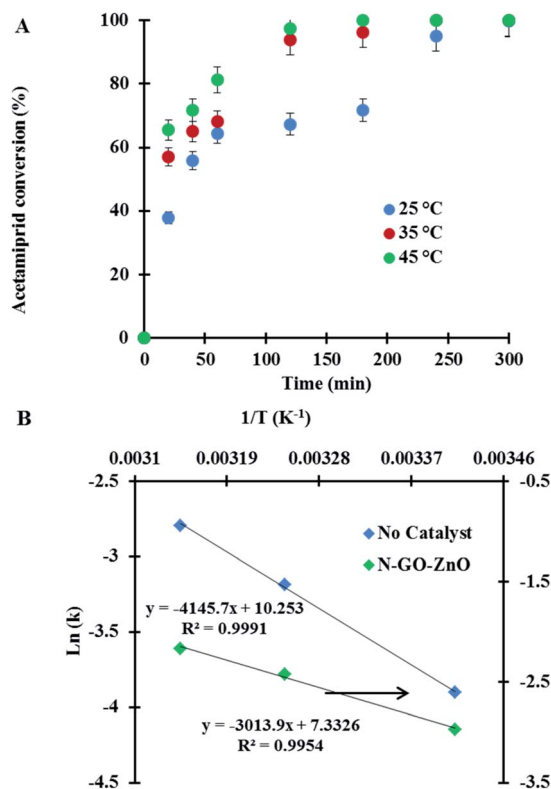 A
Acetamiprid conversion (%)
100
80
60
40
20
0
25 °C
35 °C
45 °C
0 50 100 150 200 250 300
Time (min)
B
1/T (K⁻¹)
0.0031 0.00319 0.00328 0.00337 0.00346
Ln (k)
-2.5
-3
-3.5
-4
-4.5
-0.5
-1.5
-2.5
-3.5
No Catalyst
N-GO-ZnO
y = -4145.7x + 10.253
R² = 0.9991
y = -3013.9x + 7.3326
R² = 0.9954